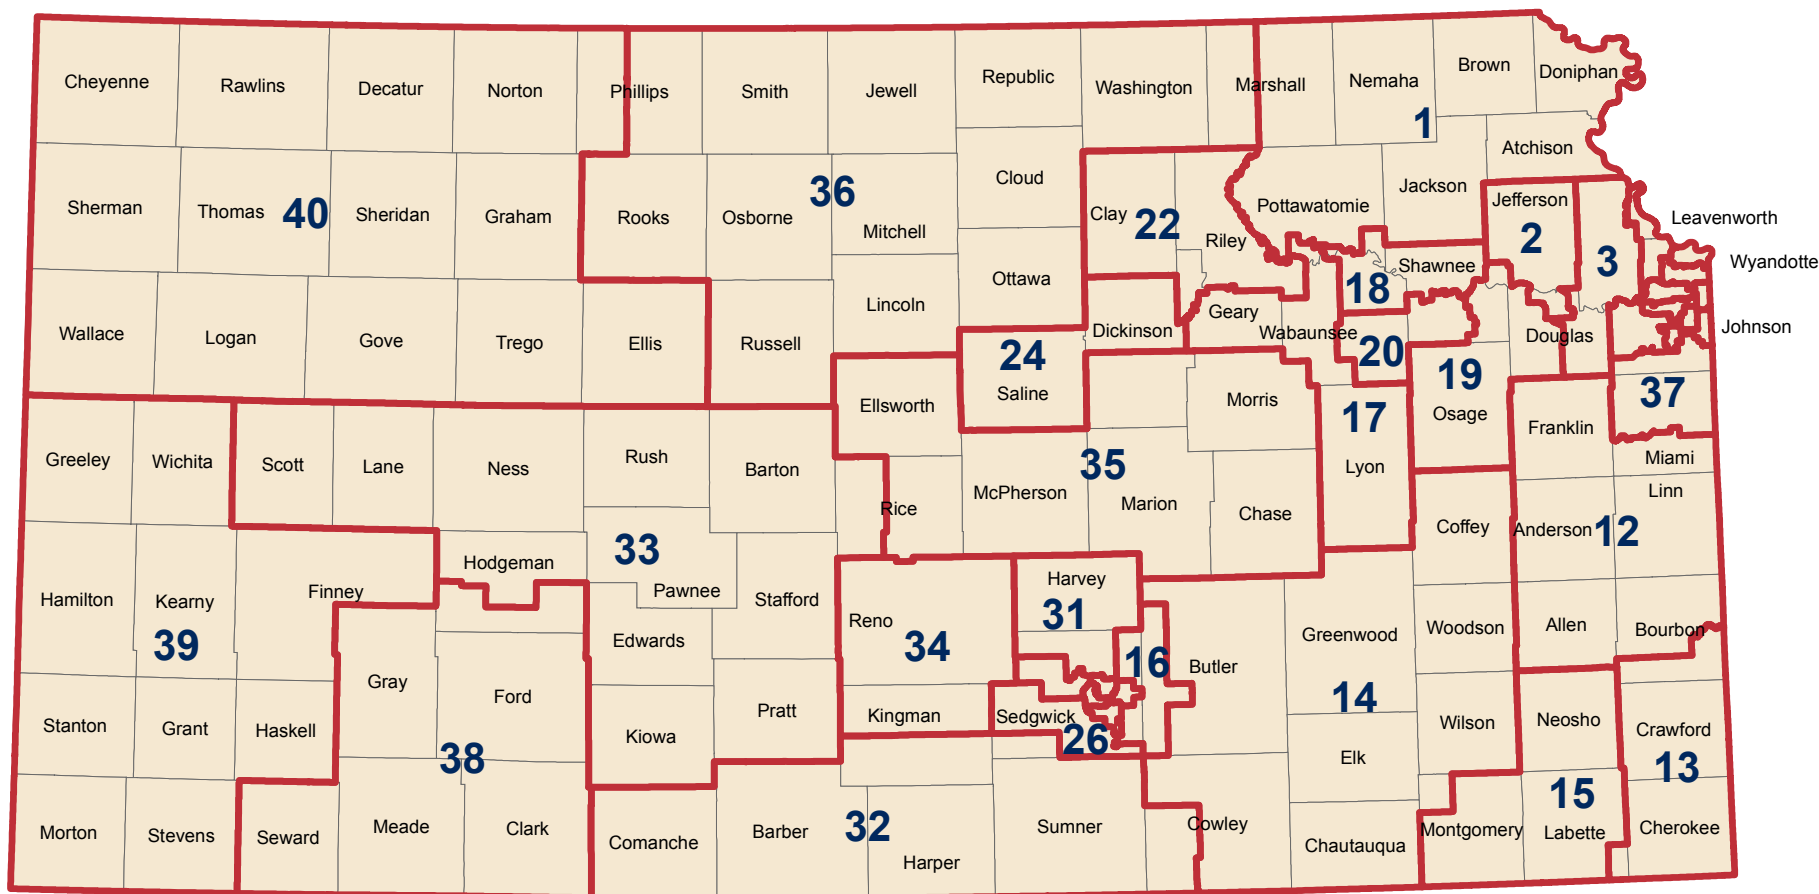 Cheyenne
Rawlins
Decatur
Norton
Phillips
Smith
Jewell
Republic
Washington
Marshall
Nemaha
Brown
Doniphan
1
Atchison
Sherman
Thomas
40
Sheridan
Graham
Rooks
Osborne
36
Mitchell
Cloud
Clay
22
Riley
Pottawatomie
Jackson
Jefferson
2
3
Leavenworth
Wyandotte
Shawnee
18
Wallace
Logan
Gove
Trego
Ellis
Russell
Lincoln
Ottawa
Dickinson
Geary
Wabaunsee
20
Douglas
Johnson
24
Saline
Ellsworth
Morris
17
19
Osage
37
Franklin
Miami
Greeley
Wichita
Scott
Lane
Ness
Rush
Barton
Rice
McPherson
35
Marion
Chase
Lyon
Coffey
Anderson
12
Linn
Hamilton
Kearny
39
Finney
Hodgeman
33
Pawnee
Stafford
Edwards
Reno
34
Harvey
31
16
Butler
Greenwood
14
Woodson
Allen
Bourbon
Stanton
Grant
Haskell
Gray
Ford
38
Kiowa
Pratt
Kingman
Sedgwick
26
Elk
Wilson
Neosho
Crawford
13
Morton
Stevens
Seward
Meade
Clark
Comanche
Barber
32
Harper
Sumner
Cowley
Chautauqua
Montgomery
15
Labette
Cherokee